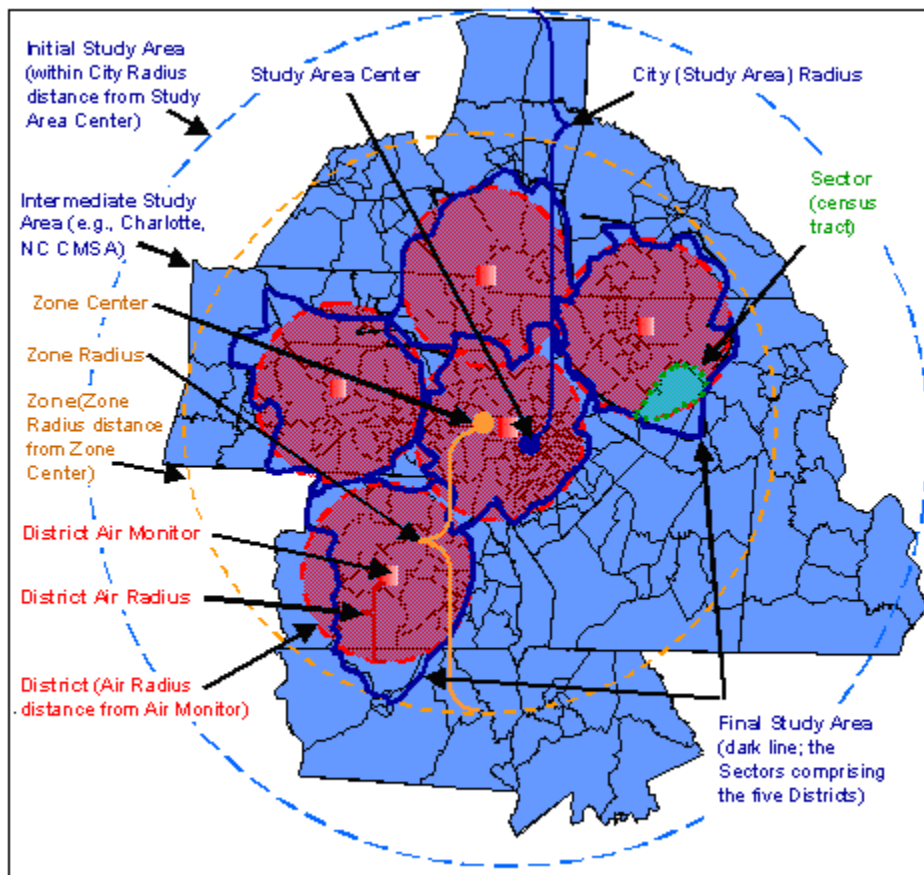 Initial Study Area
(within City Radius
distance from Study
Area Center)
Study Area Center
City (Study Area) Radius
Sector
(census
tract)
Intermediate Study
Area (e.g., Charlotte,
NC CMSA)
Zone Center
Zone Radius
Zone(Zone
Radius distance
from Zone
Center)
District Air Monitor
District Air Radius
District (Air Radius
distance from Air Monitor)
Final Study Area
(dark line; the
Sectors comprising
the five Districts)